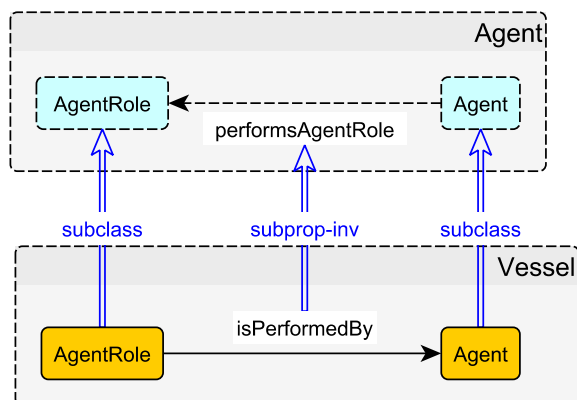 Agent
AgentRole
Agent
performsAgentRole
subclass
subprop-inv
subclass
Vessel
isPerformedBy
AgentRole
Agent